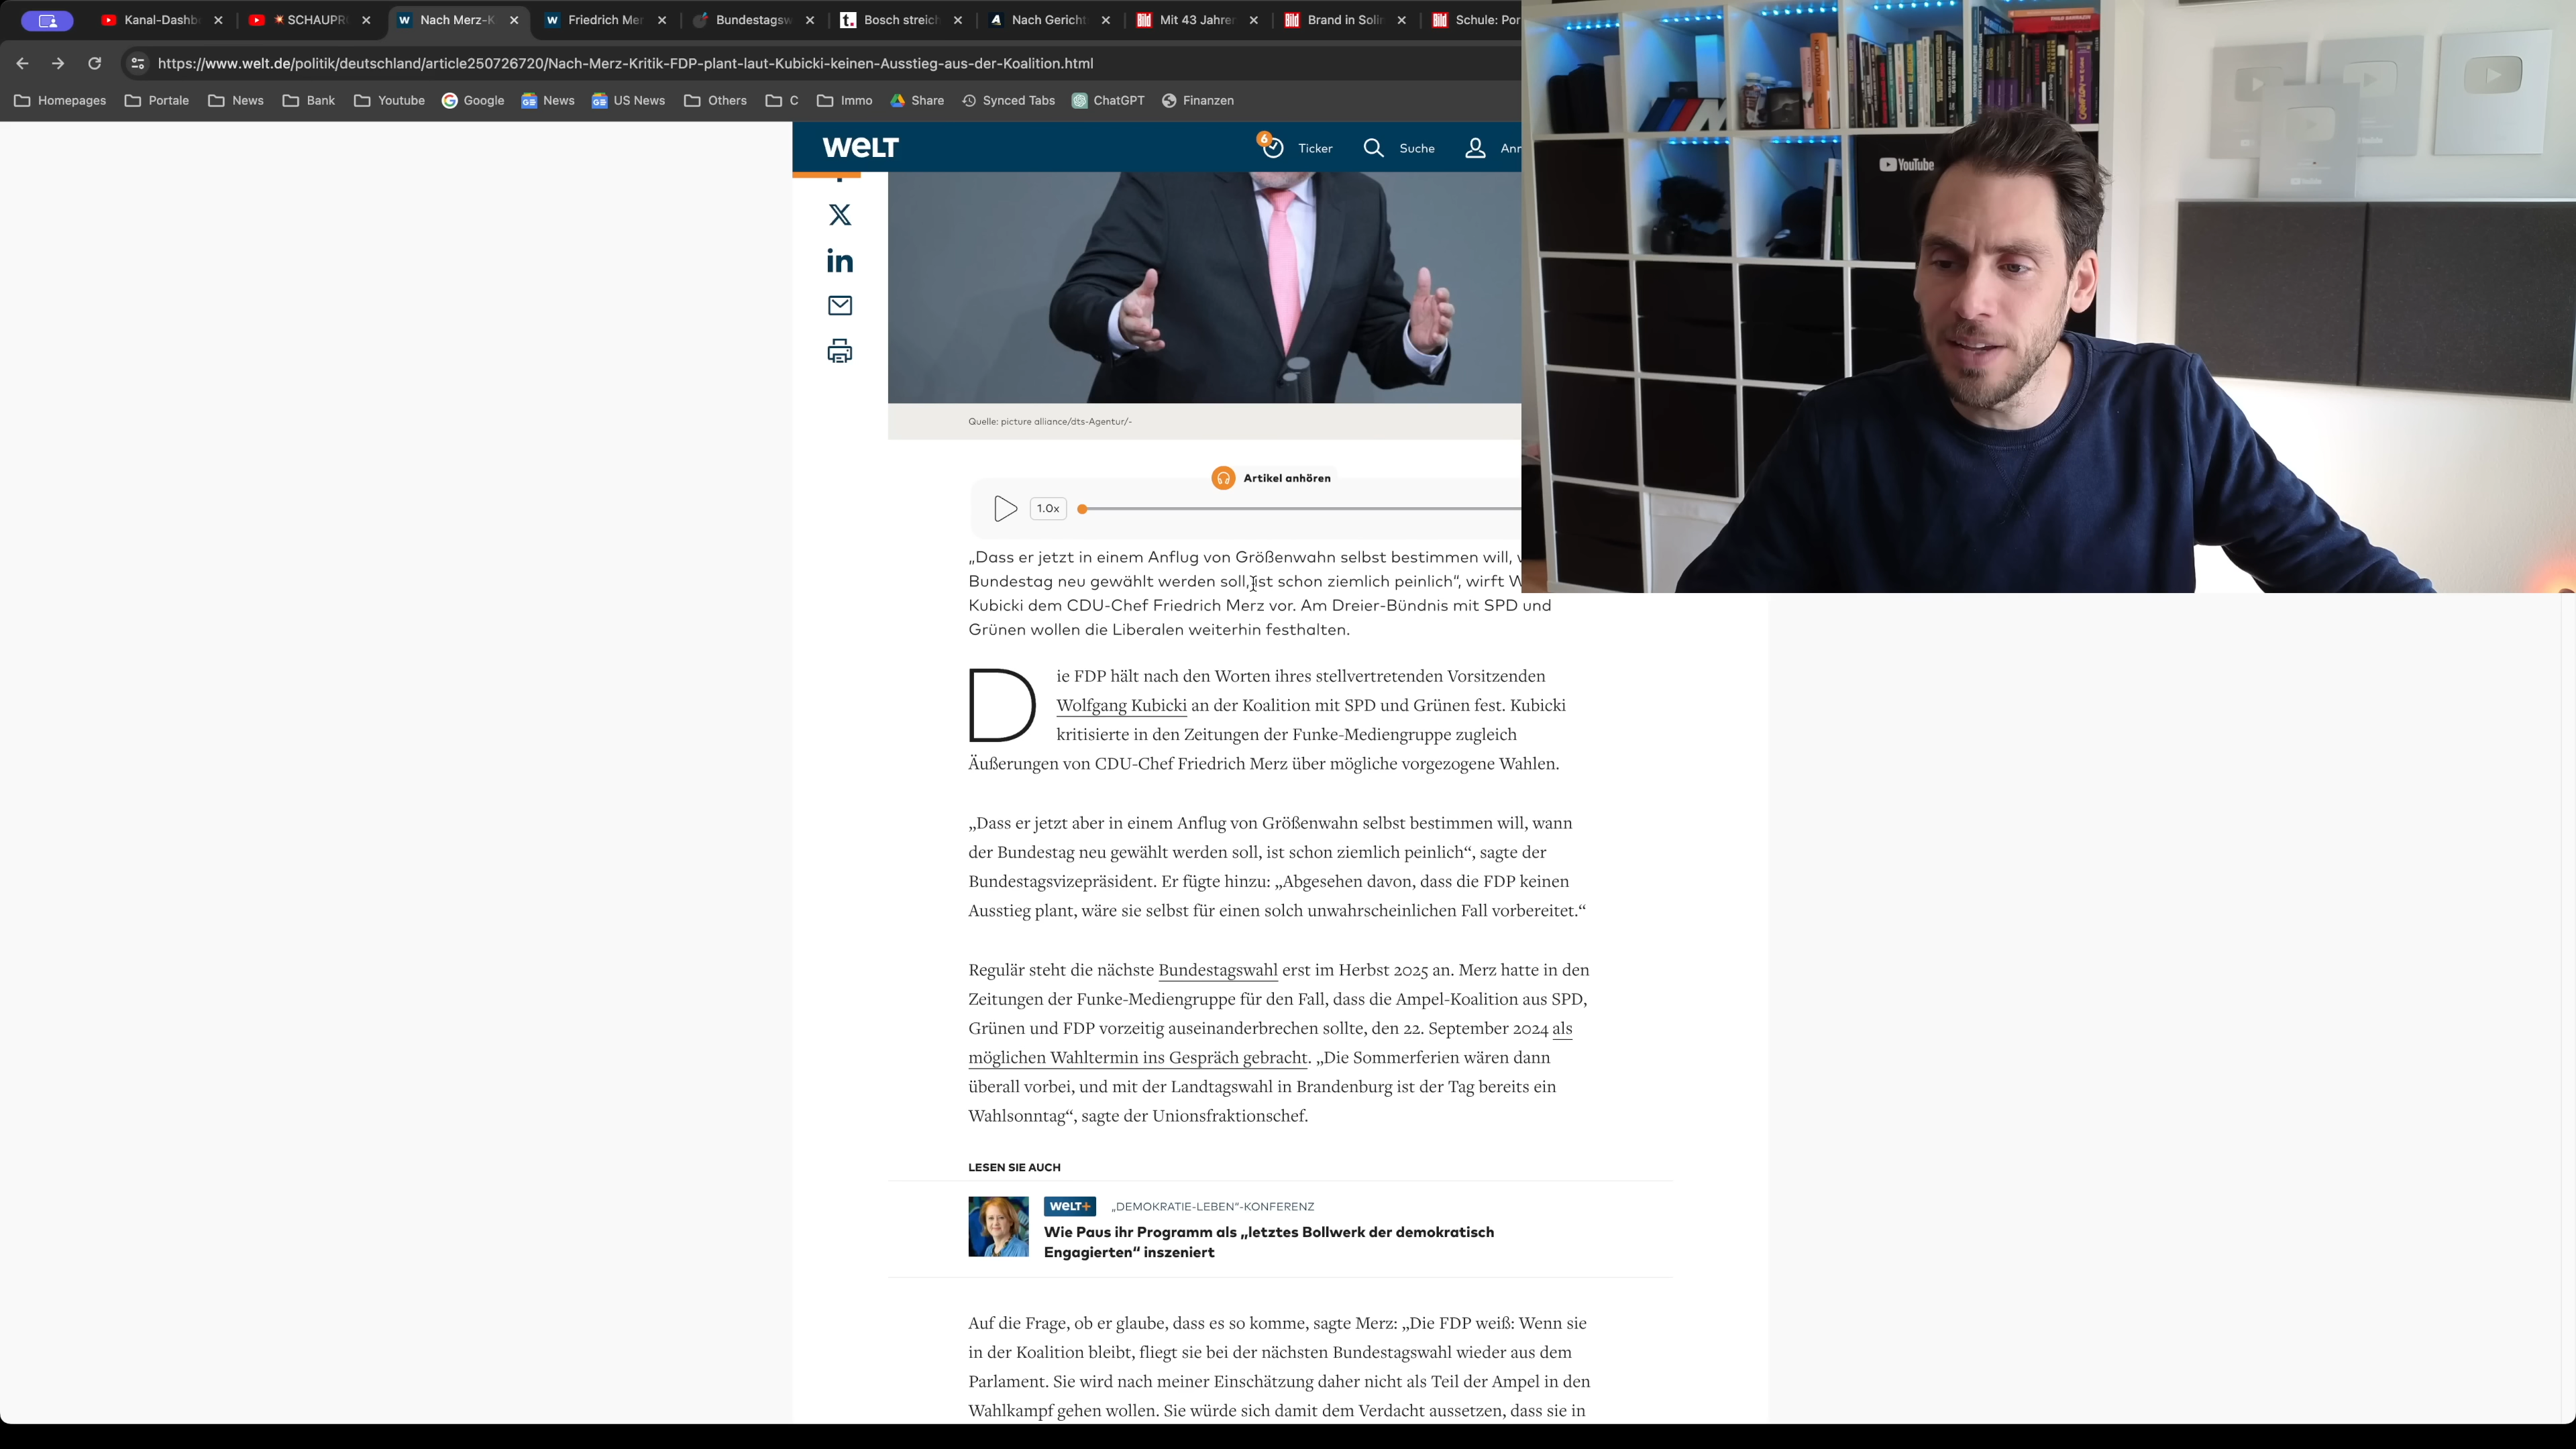 Kanal-Dashb
SCHAUPR
Nach Merz-K
Friedrich Mer
Bundestagsw
Bosch streich
Nach Gericht
Mit 43 Jahren
Brand in Solin
Schule: Por
https://www.welt.de/politik/deutschland/article250726720/Nach-Merz-Kritik-FDP-plant-laut-Kubicki-keinen-Ausstieg-aus-der-Koalition.html
Homepages Portale News Bank Youtube Google News US News Others C Immo Share Synced Tabs ChatGPT Finanzen
WELT
6 Ticker Suche Anr
YouTube
Quelle: picture alliance/dts-Agentur/-
Artikel anhören
1.0x
„Dass er jetzt in einem Anflug von Größenwahn selbst bestimmen will,
Bundestag neu gewählt werden soll, ist schon ziemlich peinlich“, wirft W
Kubicki dem CDU-Chef Friedrich Merz vor. Am Dreier-Bündnis mit SPD und
Grünen wollen die Liberalen weiterhin festhalten.
Die FDP hält nach den Worten ihres stellvertretenden Vorsitzenden
Wolfgang Kubicki an der Koalition mit SPD und Grünen fest. Kubicki
kritisierte in den Zeitungen der Funke-Mediengruppe zugleich
Äußerungen von CDU-Chef Friedrich Merz über mögliche vorgezogene Wahlen.
„Dass er jetzt aber in einem Anflug von Größenwahn selbst bestimmen will, wann
der Bundestag neu gewählt werden soll, ist schon ziemlich peinlich“, sagte der
Bundestagsvizepräsident. Er fügte hinzu: „Abgesehen davon, dass die FDP keinen
Ausstieg plant, wäre sie selbst für einen solch unwahrscheinlichen Fall vorbereitet.“
Regulär steht die nächste Bundestagswahl erst im Herbst 2025 an. Merz hatte in den
Zeitungen der Funke-Mediengruppe für den Fall, dass die Ampel-Koalition aus SPD,
Grünen und FDP vorzeitig auseinanderbrechen sollte, den 22. September 2024 als
möglichen Wahltermin ins Gespräch gebracht. „Die Sommerferien wären dann
überall vorbei, und mit der Landtagswahl in Brandenburg ist der Tag bereits ein
Wahlsonntag“, sagte der Unionsfraktionschef.
LESEN SIE AUCH
WELT+ „DEMOKRATIE-LEBEN“-KONFERENZ
Wie Paus ihr Programm als „letztes Bollwerk der demokratisch
Engagierten“ inszeniert
Auf die Frage, ob er glaube, dass es so komme, sagte Merz: „Die FDP weiß: Wenn sie
in der Koalition bleibt, fliegt sie bei der nächsten Bundestagswahl wieder aus dem
Parlament. Sie wird nach meiner Einschätzung daher nicht als Teil der Ampel in den
Wahlkampf gehen wollen. Sie würde sich damit dem Verdacht aussetzen, dass sie in